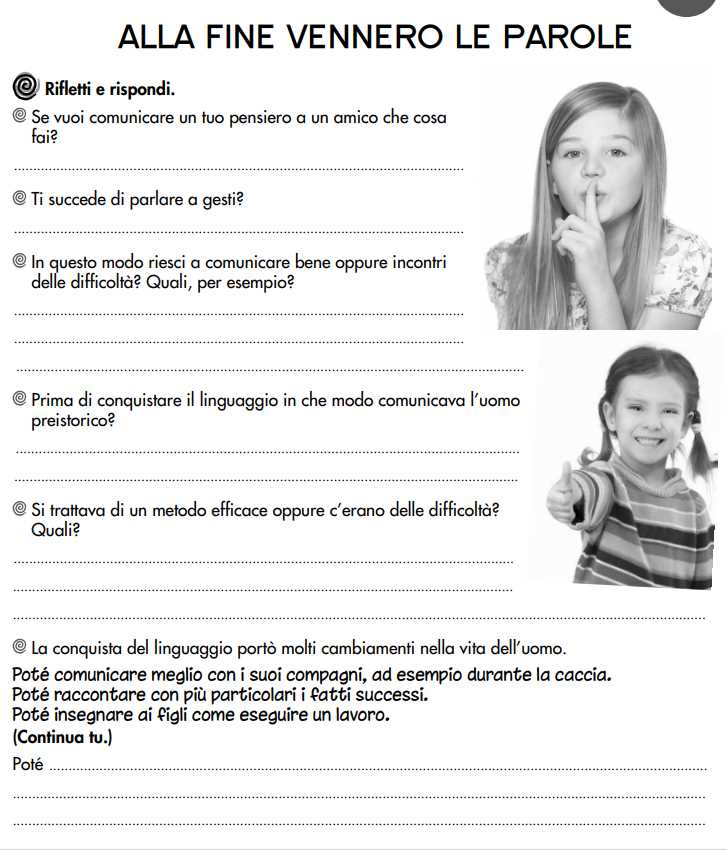 ALLA FINE VENNERO LE PAROLE
Rifletti e rispondi.
Se vuoi comunicare un tuo pensiero a un amico che cosa
fai?
Ti succede di parlare a gesti?
In questo modo riesci a comunicare bene oppure incontri
delle difficoltà? Quali, per esempio?
Prima di conquistare il linguaggio in che modo comunicava l'uomo
preistorico?
Si trattava di un metodo efficace oppure c'erano delle difficoltà?
Quali?
La conquista del linguaggio portò molti cambiamenti nella vita dell'uomo.
Poté comunicare meglio con i suoi compagni, ad esempio durante la caccia.
Poté raccontare con più particolari i fatti successi.
Poté insegnare ai figli come eseguire un lavoro.
(Continua tu.)
Poté